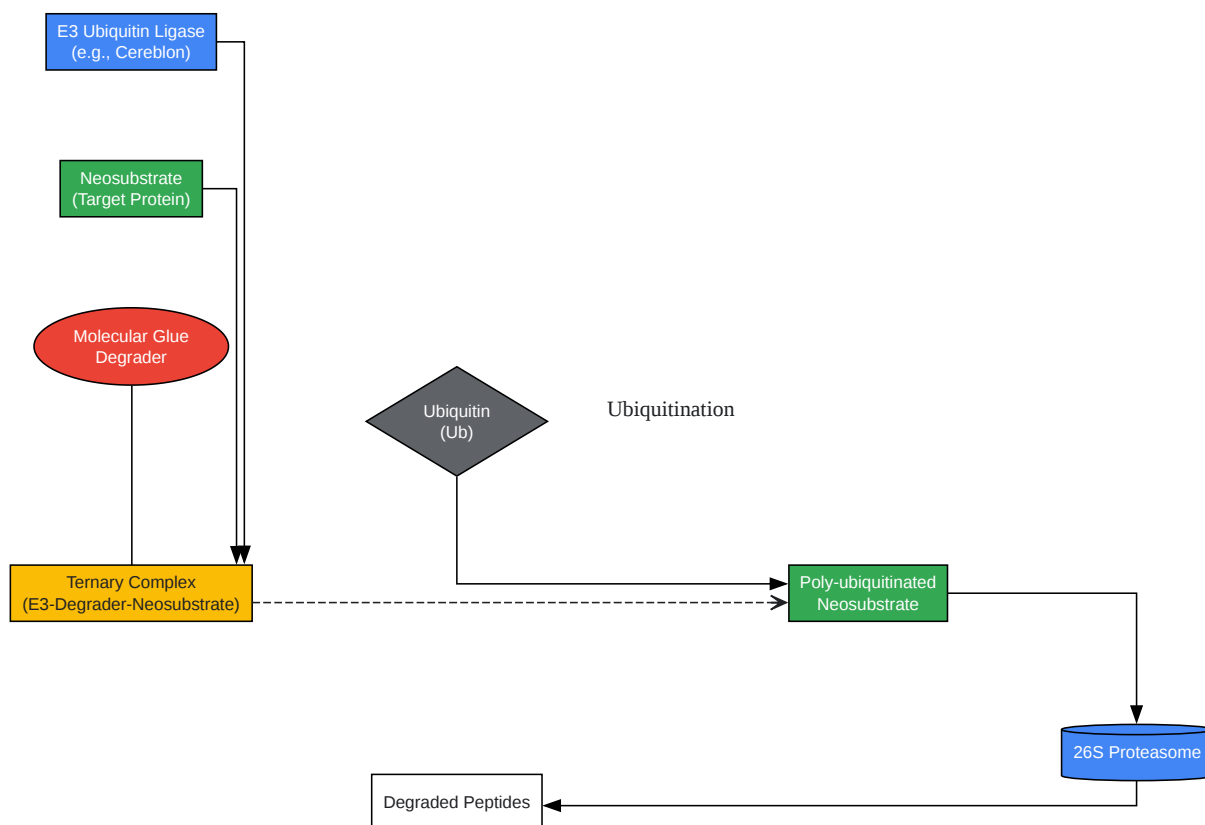 E3 Ubiquitin Ligase
(e.g., Cereblon)
Neosubstrate
(Target Protein)
Molecular Glue
Degrader
Ubiquitin
(Ub)
Ubiquitination
Ternary Complex
(E3-Degrader-Neosubstrate)
Poly-ubiquitinated
Neosubstrate
26S Proteasome
Degraded Peptides